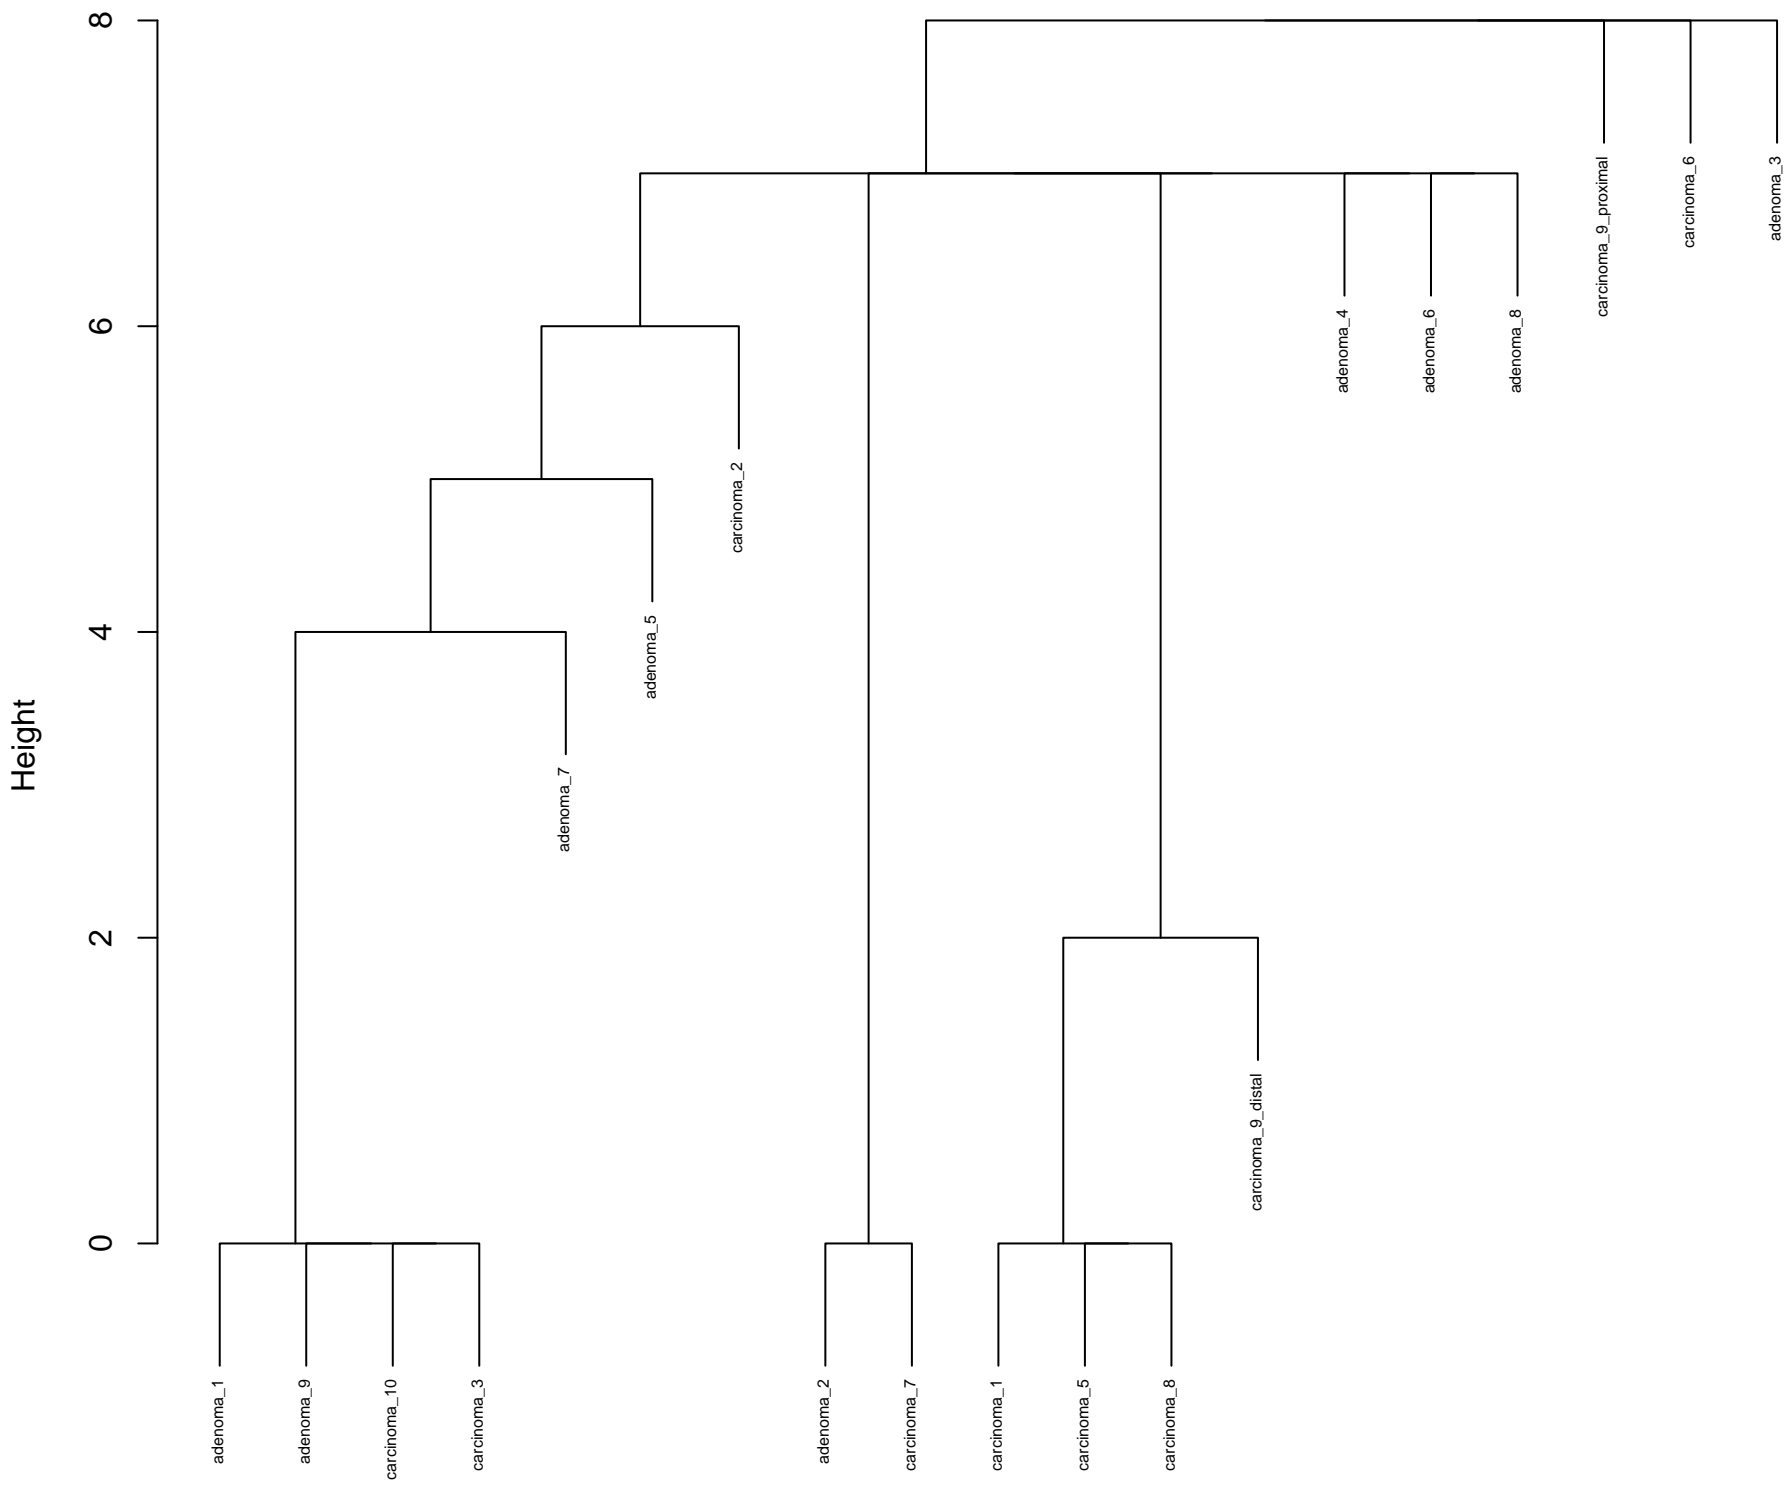 Height
8
6
4
2
0
adenoma_1
adenoma_9
carcinoma_10
carcinoma_3
adenoma_7
adenoma_5
carcinoma_2
adenoma_2
carcinoma_7
carcinoma_1
carcinoma_5
carcinoma_8
carcinoma_9_distal
adenoma_4
adenoma_6
adenoma_8
carcinoma_9_proximal
carcinoma_6
adenoma_3